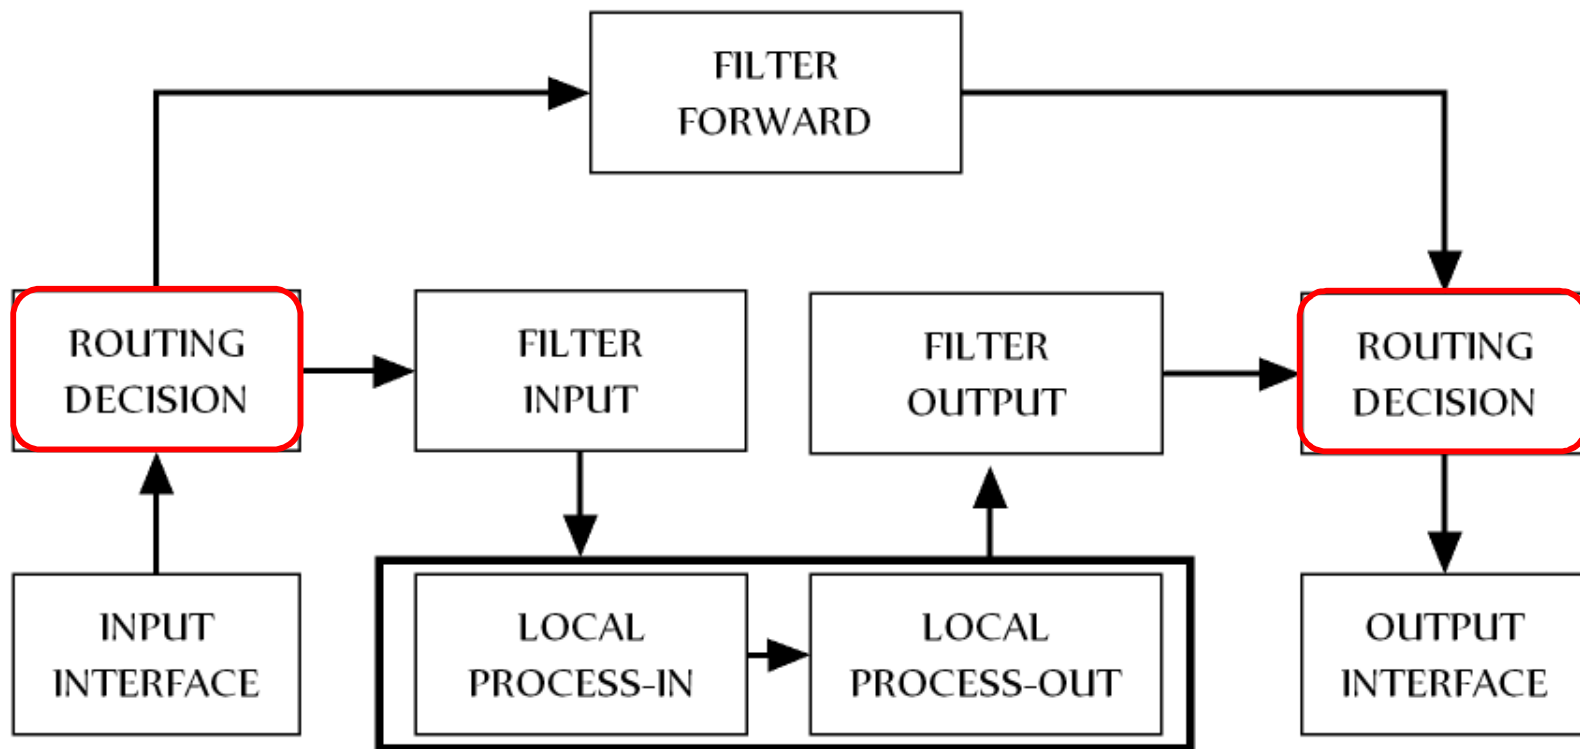 FILTER
FORWARD
ROUTING
DECISION
FILTER
INPUT
FILTER
OUTPUT
ROUTING
DECISION
INPUT
INTERFACE
LOCAL
PROCESS-IN
LOCAL
PROCESS-OUT
OUTPUT
INTERFACE